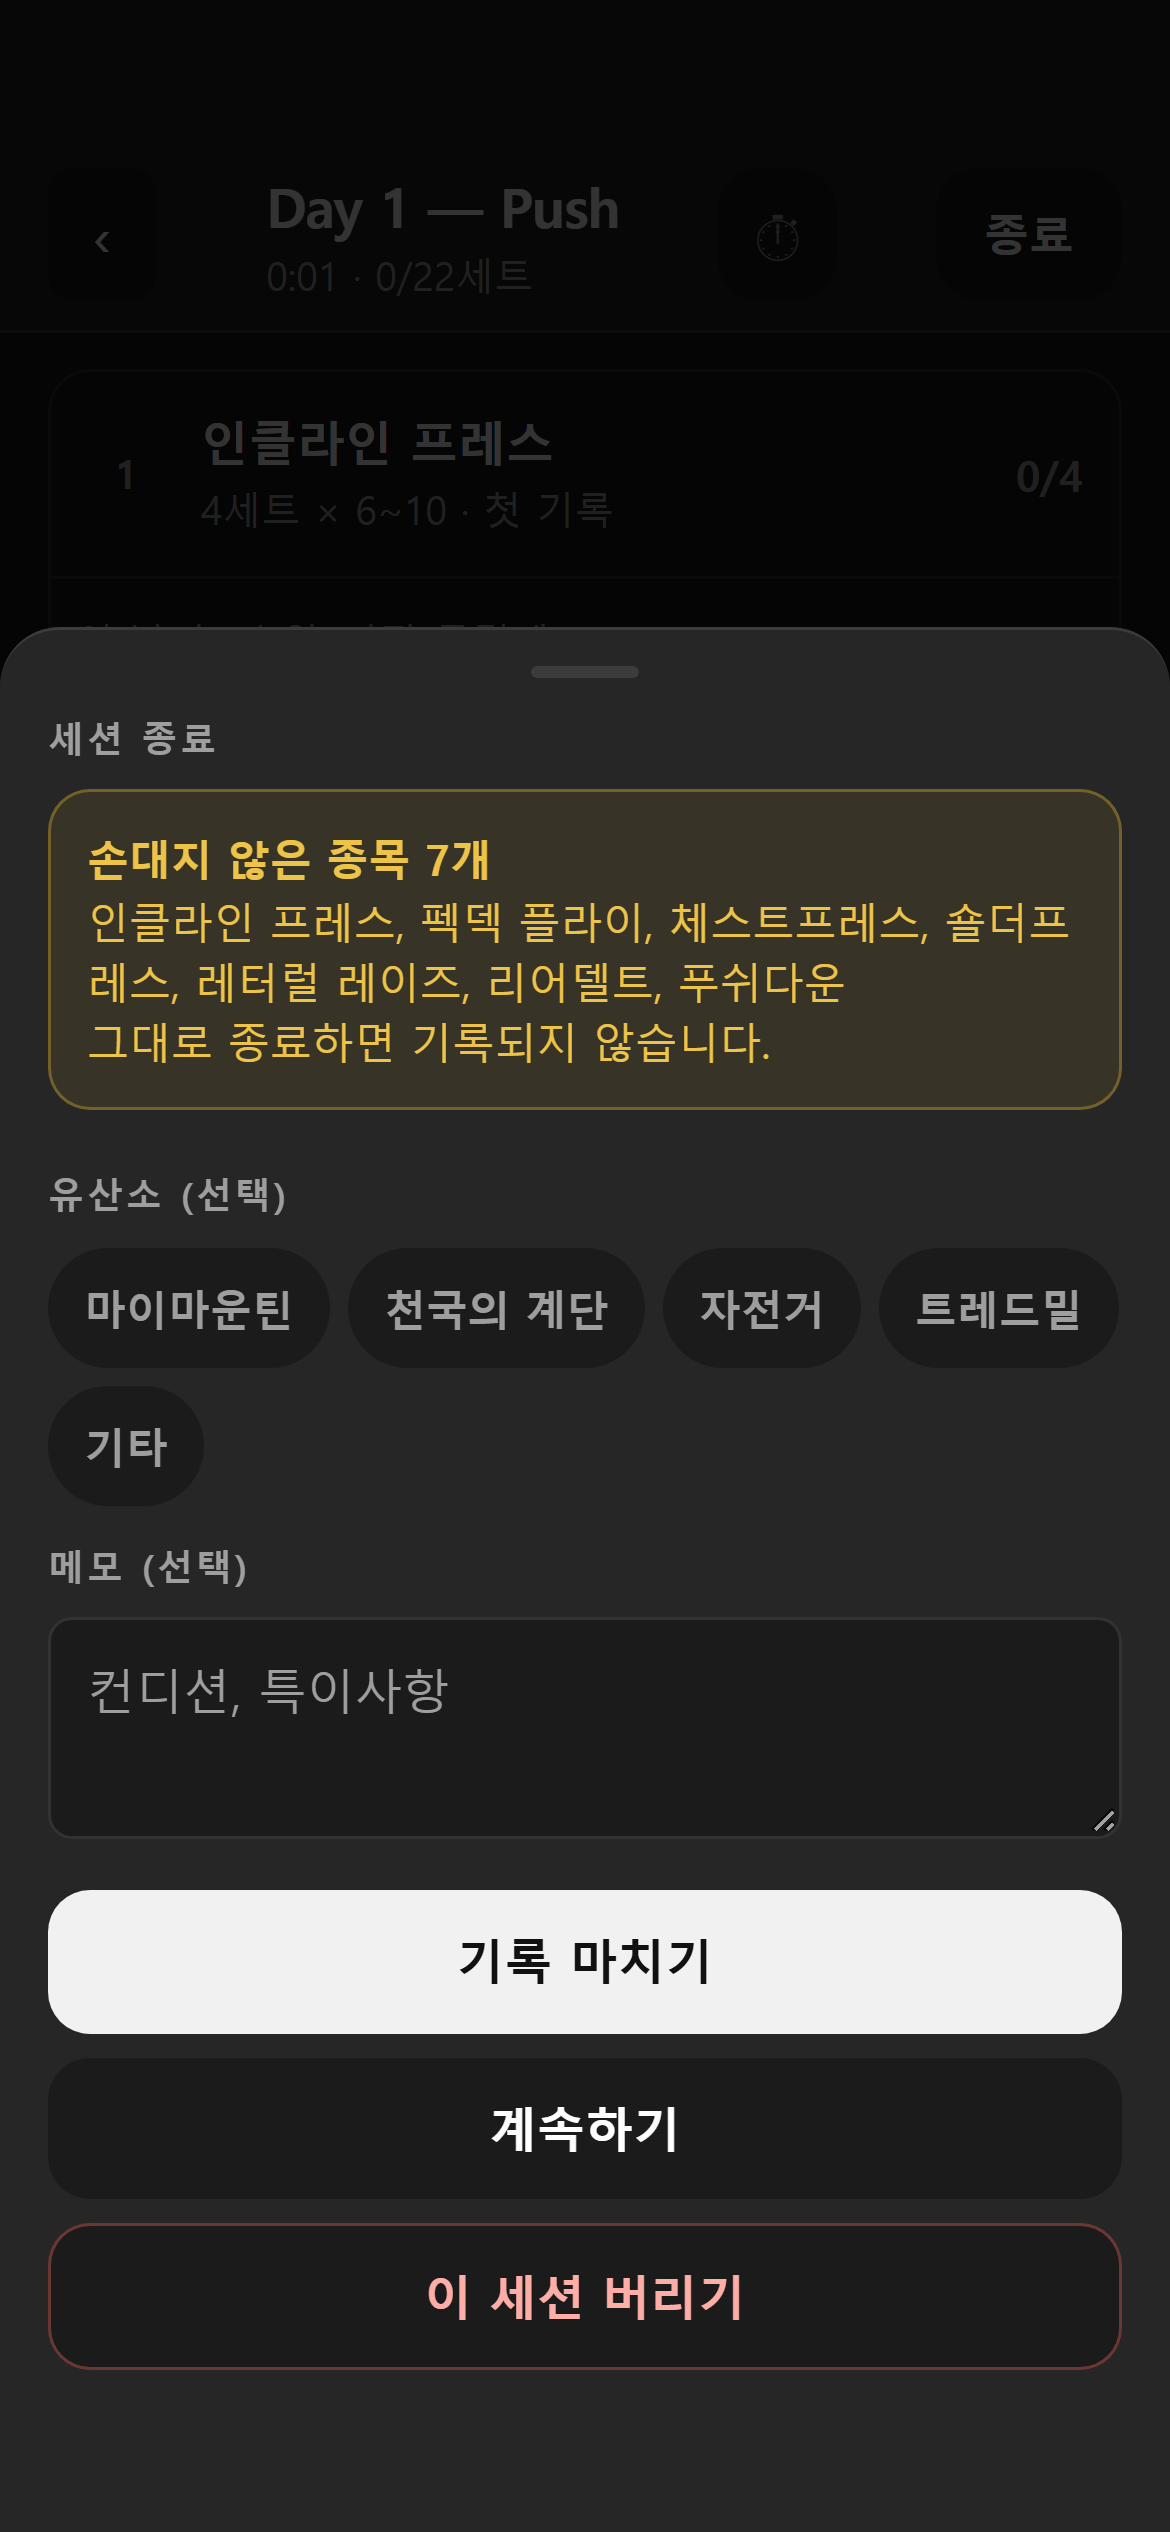 ‹
Day 1 — Push
0:01 · 0/22세트
종료
1
인클라인 프레스
4세트 × 6~10 · 첫 기록
0/4
세션 종료
손대지 않은 종목 7개
인클라인 프레스, 펙덱 플라이, 체스트프레스, 숄더프
레스, 레터럴 레이즈, 리어델트, 푸쉬다운
그대로 종료하면 기록되지 않습니다.
유산소 (선택)
마이마운틴
천국의 계단
자전거
트레드밀
기타
메모 (선택)
컨디션, 특이사항
기록 마치기
계속하기
이 세션 버리기